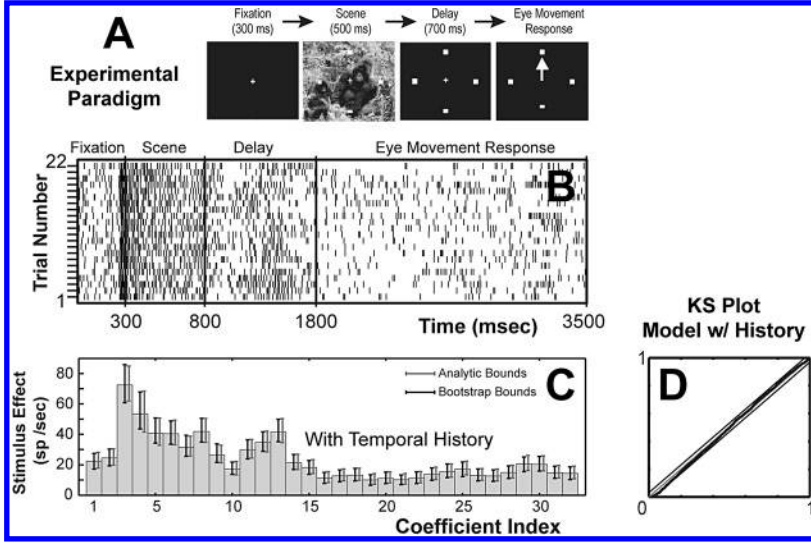 A
Experimental
Paradigm
Fixation
(300 ms)
Scene
(500 ms)
Delay
(700 ms)
Eye Movement
Response
Fixation
Scene
Delay
Eye Movement Response
B
Trial Number
22
1
300
800
1800
Time (msec)
3500
C
Stimulus Effect
(sp /sec)
80
60
40
20
0
Analytic Bounds
Bootstrap Bounds
With Temporal History
1
5
10
15
20
25
30
Coefficient Index
KS Plot
Model w/ History
D
1
0
0
1